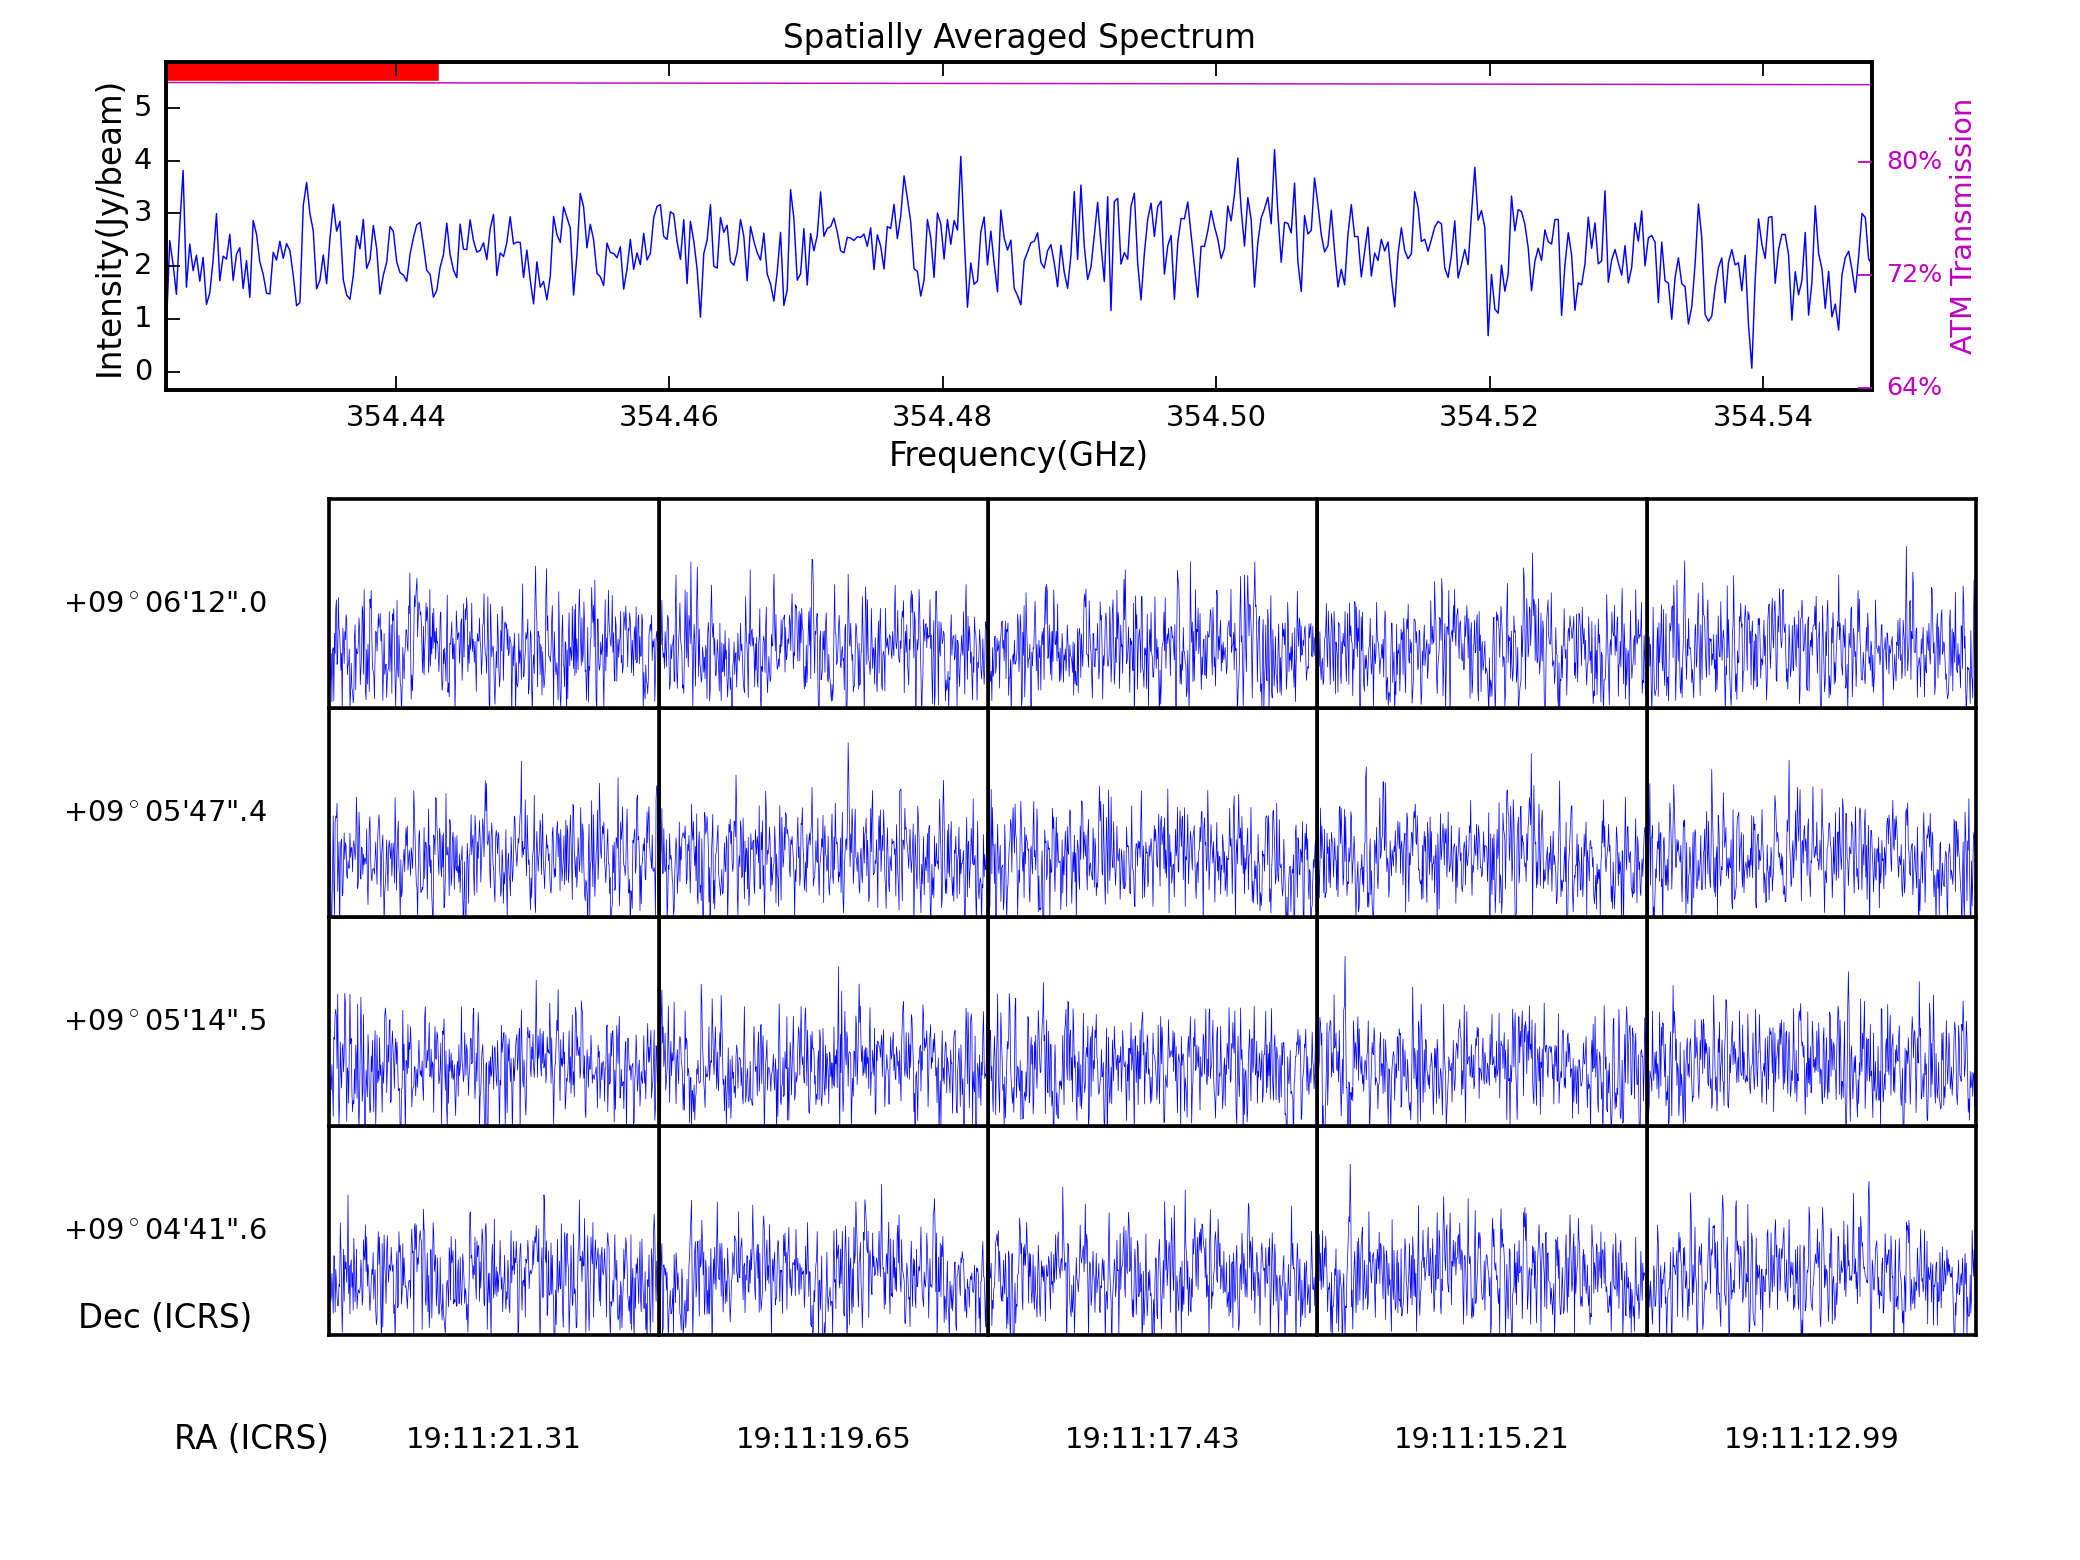 Spatially Averaged Spectrum
Intensity(Jy/beam)
5
4
3
2
1
0
80%
72%
64%
ATM Transmission
354.44 354.46 354.48 354.50 354.52 354.54
Frequency(GHz)
+09°06'12".0
+09°05'47".4
+09°05'14".5
+09°04'41".6
Dec (ICRS)
RA (ICRS) 19:11:21.31 19:11:19.65 19:11:17.43 19:11:15.21 19:11:12.99